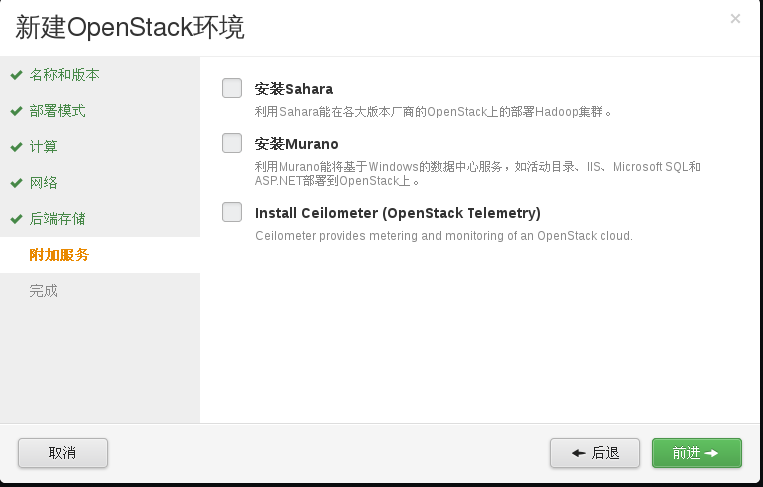 新建OpenStack环境
×
名称和版本
部署模式
计算
网络
后端存储
附加服务
完成
安装Sahara
利用Sahara能在各大版本厂商的OpenStack上的部署Hadoop集群。
安装Murano
利用Murano能将基于Windows的数据中心服务，如活动目录、IIS、Microsoft SQL和
ASP.NET部署到OpenStack上。
Install Ceilometer (OpenStack Telemetry)
Ceilometer provides metering and monitoring of an OpenStack cloud.
取消
后退
前进